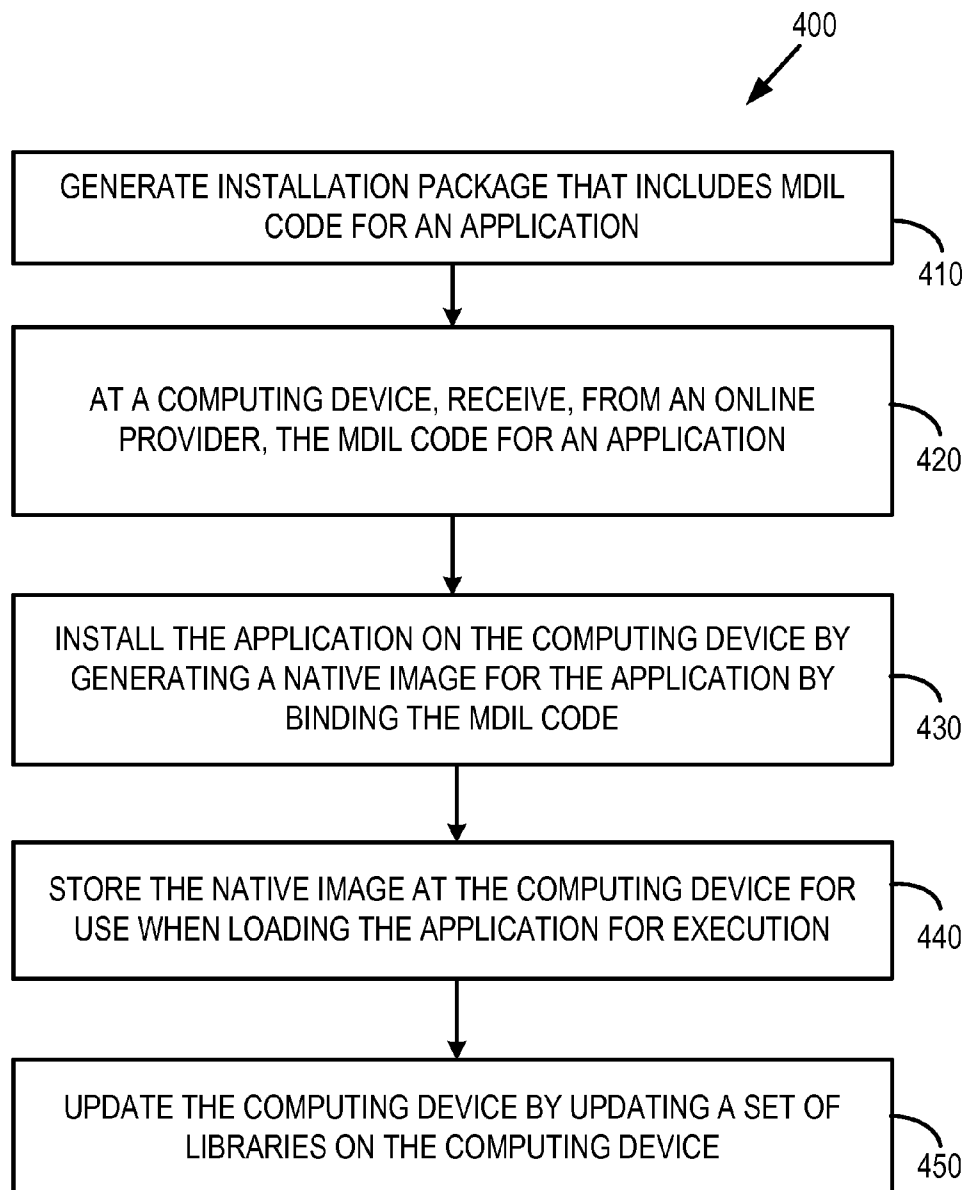 400
GENERATE INSTALLATION PACKAGE THAT INCLUDES MDIL
CODE FOR AN APPLICATION
410
AT A COMPUTING DEVICE, RECEIVE, FROM AN ONLINE
PROVIDER, THE MDIL CODE FOR AN APPLICATION
420
INSTALL THE APPLICATION ON THE COMPUTING DEVICE BY
GENERATING A NATIVE IMAGE FOR THE APPLICATION BY
BINDING THE MDIL CODE
430
STORE THE NATIVE IMAGE AT THE COMPUTING DEVICE FOR
USE WHEN LOADING THE APPLICATION FOR EXECUTION
440
UPDATE THE COMPUTING DEVICE BY UPDATING A SET OF
LIBRARIES ON THE COMPUTING DEVICE
450